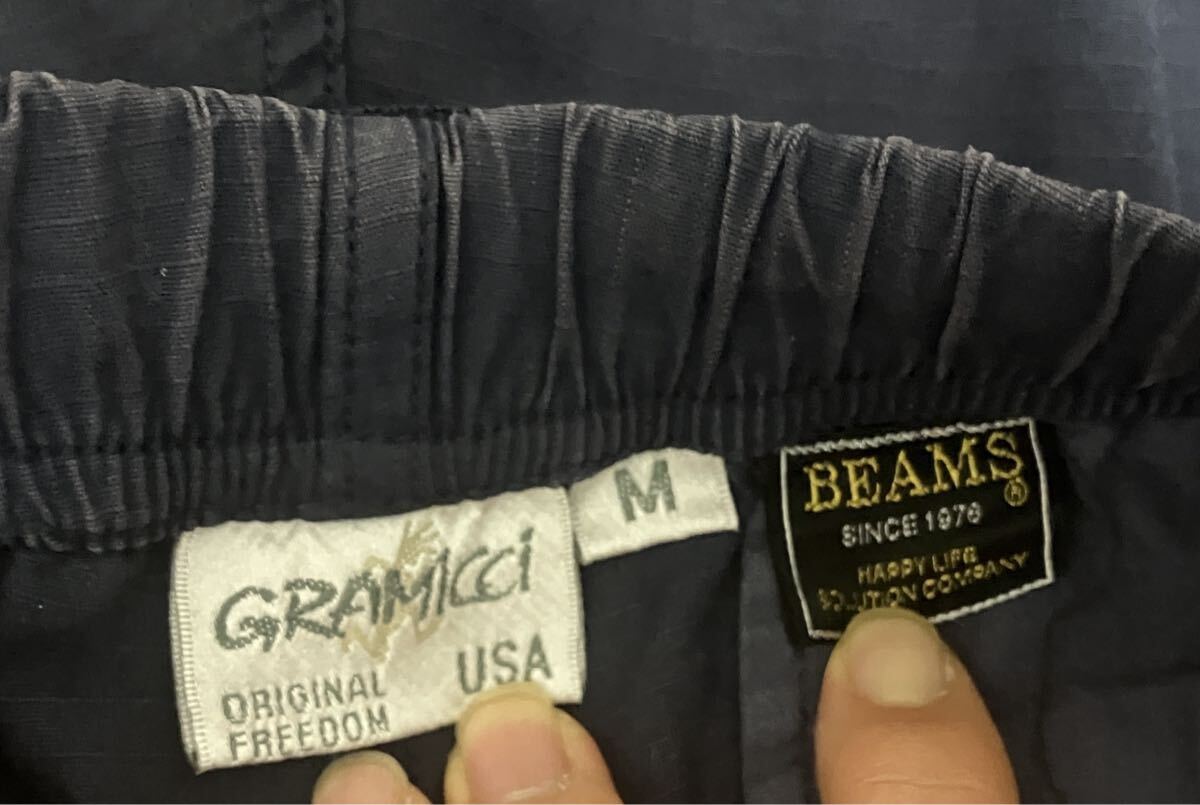 GRAMICCI
USA
ORIGINAL
FREEDOM
M
BEAMS®
SINCE 1976
HAPPY LIFE
SOLUTION COMPANY